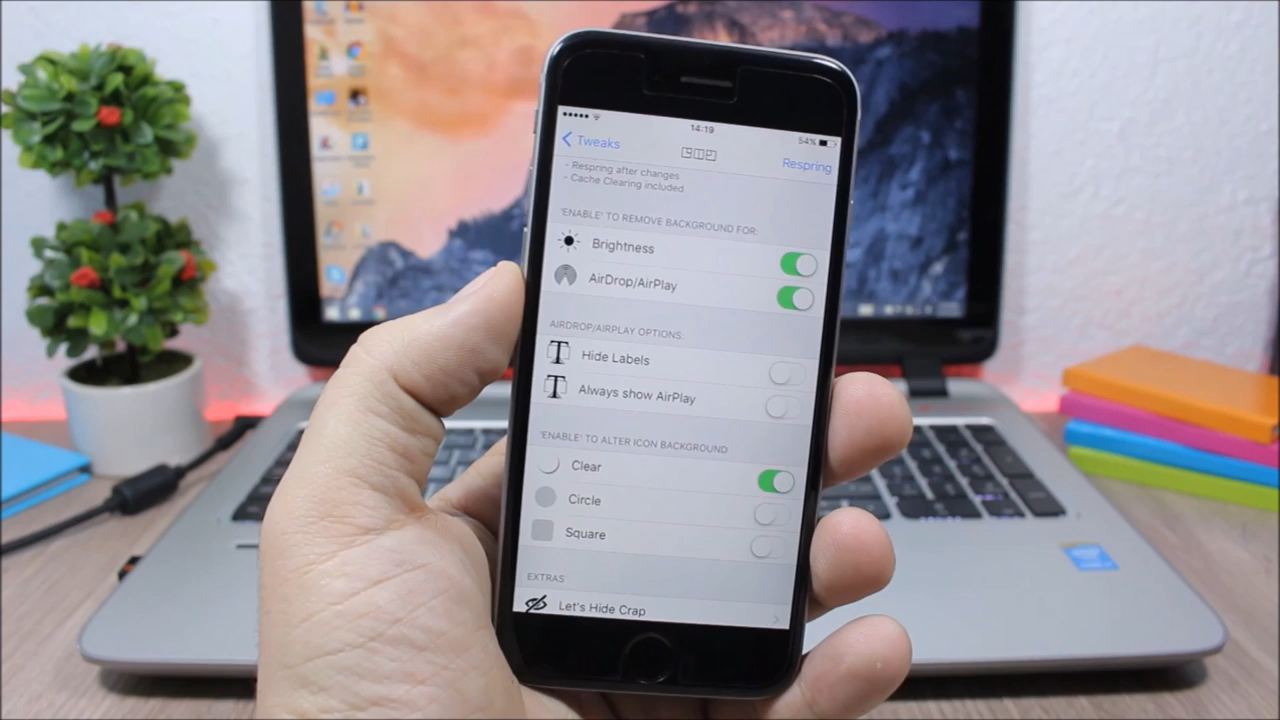 14:19
54%
Tweaks
Respring
- Respring after changes
- Cache Clearing included
'ENABLE' TO REMOVE BACKGROUND FOR:
Brightness
AirDrop/AirPlay
AIRDROP/AIRPLAY OPTIONS:
T Hide Labels
T Always show AirPlay
'ENABLE' TO ALTER ICON BACKGROUND
Clear
Circle
Square
EXTRAS
Let's Hide Crap